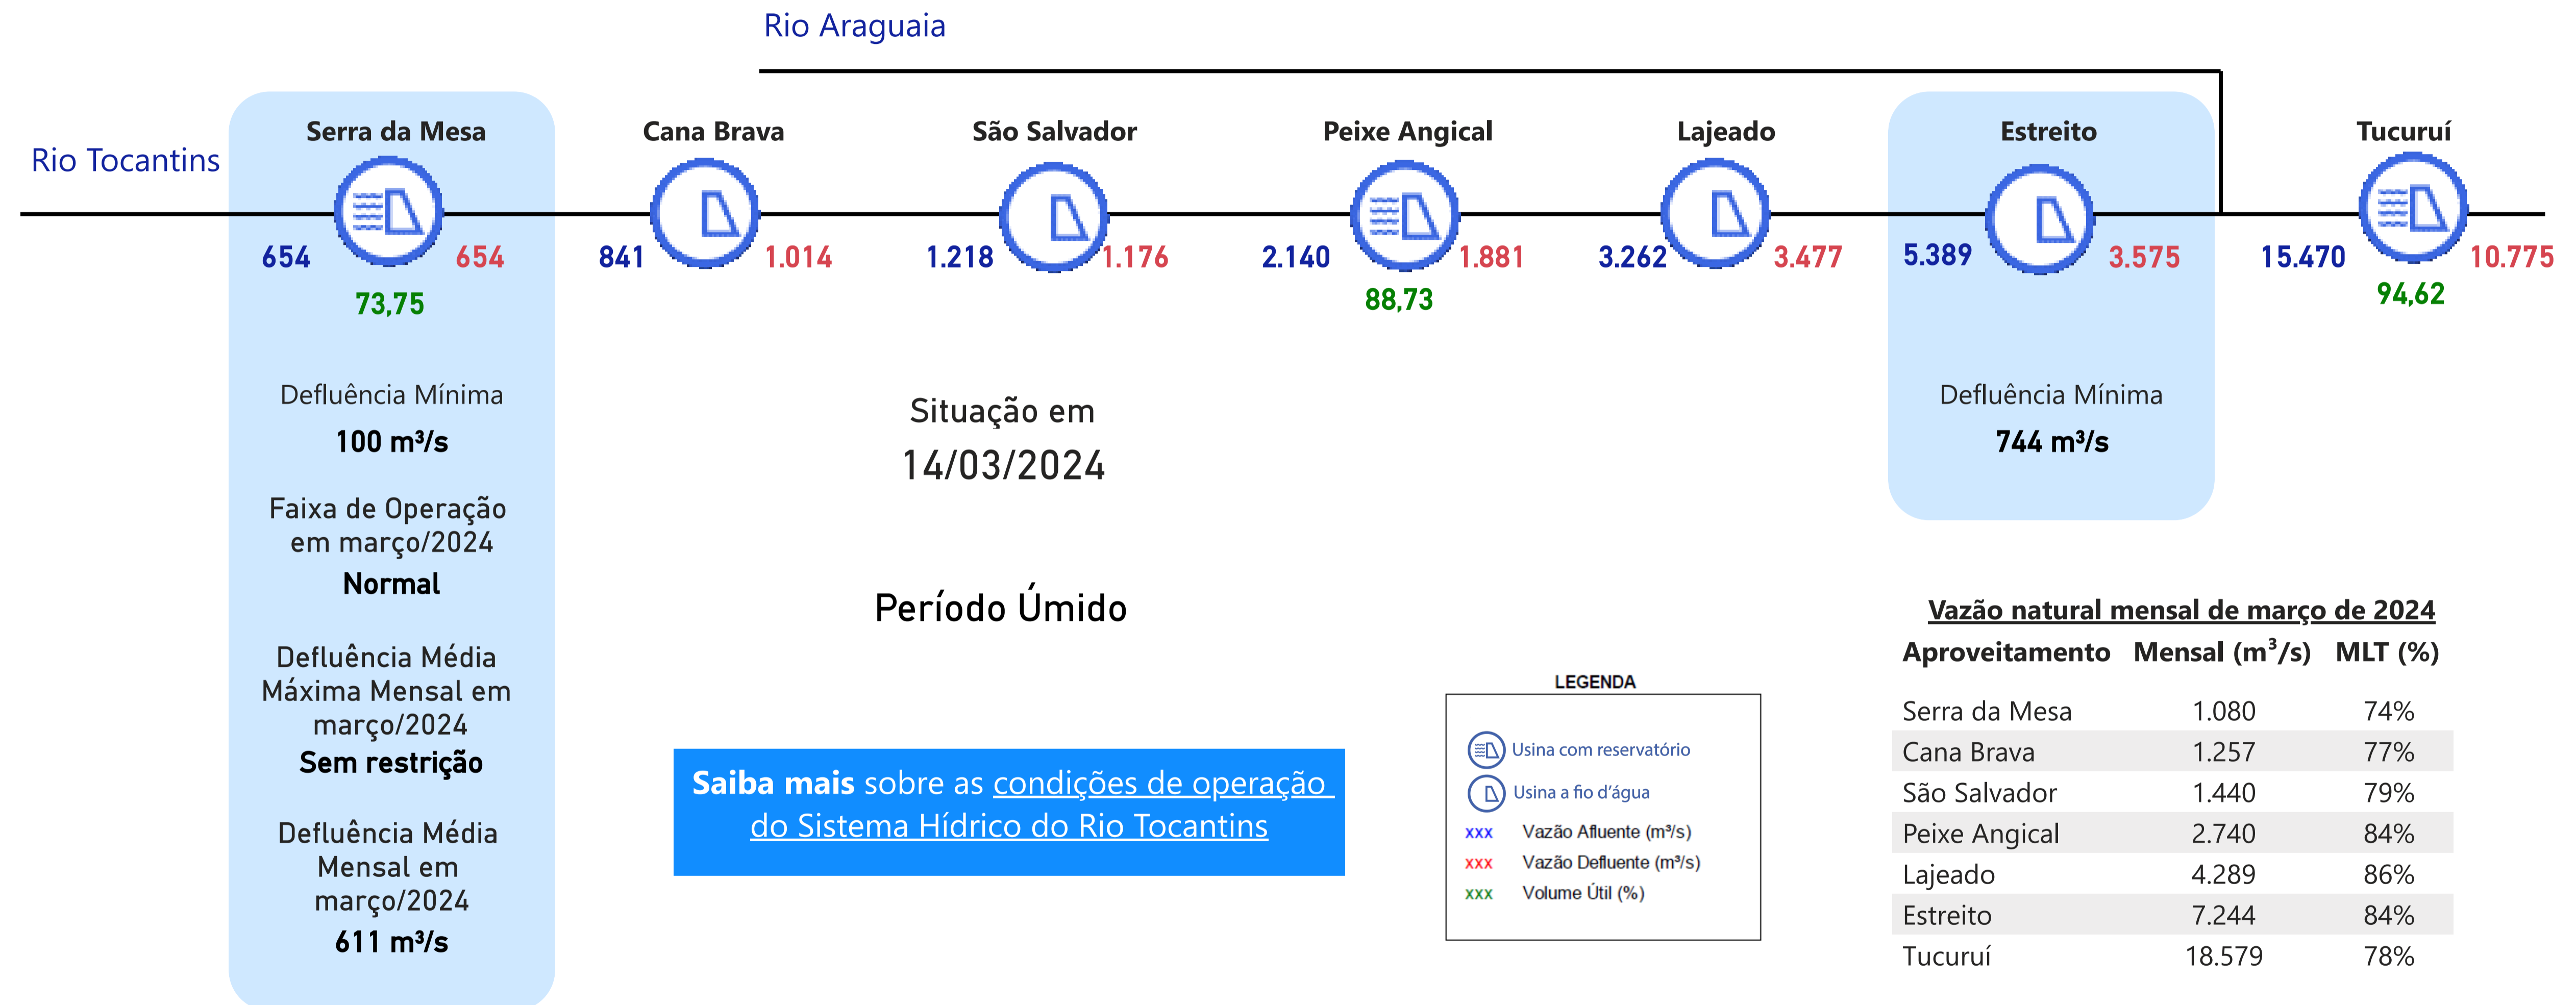 Rio Araguaia
Rio Tocantins
Serra da Mesa
Cana Brava
São Salvador
Peixe Angical
Lajeado
Estreito
Tucuruí
654 654
841 1.014
1.218 1.176
2.140 1.881
3.262 3.477
5.389 3.575
15.470 10.775
73,75
88,73
94,62
Defluência Mínima
100 m³/s
Faixa de Operação
em março/2024
Normal
Defluência Média
Máxima Mensal em
março/2024
Sem restrição
Defluência Média
Mensal em
março/2024
611 m³/s
Situação em
14/03/2024
Período Úmido
Saiba mais sobre as condições de operação
do Sistema Hídrico do Rio Tocantins
Defluência Mínima
744 m³/s
LEGENDA
Usina com reservatório
Usina a fio d'água
xxx Vazão Afluente (m³/s)
xxx Vazão Defluente (m³/s)
xxx Volume Útil (%)
Vazão natural mensal de março de 2024
Aproveitamento Mensal (m³/s) MLT (%)
Serra da Mesa 1.080 74%
Cana Brava 1.257 77%
São Salvador 1.440 79%
Peixe Angical 2.740 84%
Lajeado 4.289 86%
Estreito 7.244 84%
Tucuruí 18.579 78%